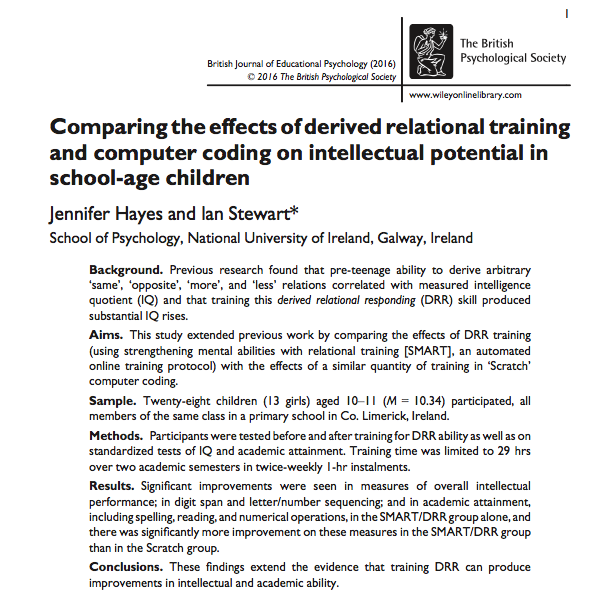 1
The British
Psychological Society
British Journal of Educational Psychology (2016)
© 2016 The British Psychological Society
www.wileyonlinelibrary.com
Comparing the effects of derived relational training
and computer coding on intellectual potential in
school-age children
Jennifer Hayes and Ian Stewart*
School of Psychology, National University of Ireland, Galway, Ireland
Background. Previous research found that pre-teenage ability to derive arbitrary
‘same’, ‘opposite’, ‘more’, and ‘less’ relations correlated with measured intelligence
quotient (IQ) and that training this derived relational responding (DRR) skill produced
substantial IQ rises.
Aims. This study extended previous work by comparing the effects of DRR training
(using strengthening mental abilities with relational training [SMART], an automated
online training protocol) with the effects of a similar quantity of training in ‘Scratch’
computer coding.
Sample. Twenty-eight children (13 girls) aged 10–11 (M = 10.34) participated, all
members of the same class in a primary school in Co. Limerick, Ireland.
Methods. Participants were tested before and after training for DRR ability as well as on
standardized tests of IQ and academic attainment. Training time was limited to 29 hrs
over two academic semesters in twice-weekly 1-hr instalments.
Results. Significant improvements were seen in measures of overall intellectual
performance; in digit span and letter/number sequencing; and in academic attainment,
including spelling, reading, and numerical operations, in the SMART/DRR group alone, and
there was significantly more improvement on these measures in the SMART/DRR group
than in the Scratch group.
Conclusions. These findings extend the evidence that training DRR can produce
improvements in intellectual and academic ability.